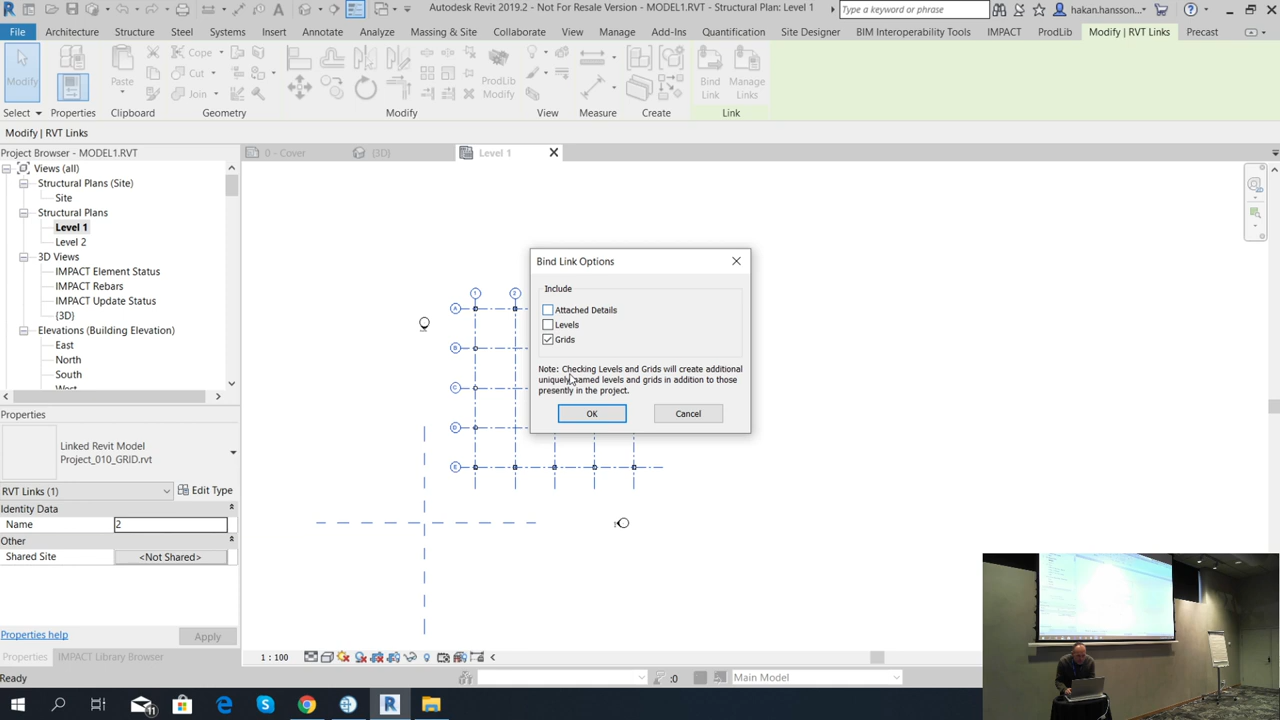 Autodesk Revit 2019.2 - Not For Resale Version - MODEL1.RVT - Structural Plan: Level 1
Type a keyword or phrase
hakan.hansson...
File Architecture Structure Steel Systems Insert Annotate Analyze Massing & Site Collaborate View Manage Add-Ins Quantification Site Designer BIM Interoperability Tools IMPACT ProdLib Modify | RVT Links Precast
Modify
Paste
Cope
Cut
Join
ProdLib
Modify
Bind
Link
Manage
Links
Select Properties Clipboard Geometry Modify View Measure Create Link
Modify | RVT Links
Project Browser - MODEL1.RVT
0 - Cover (3D) Level 1
Views (all)
Structural Plans (Site)
Site
Structural Plans
Level 1
Level 2
3D Views
IMPACT Element Status
IMPACT Rebars
IMPACT Update Status
(3D)
Elevations (Building Elevation)
East
North
South
West
Properties
Linked Revit Model
Project_010_GRID.rvt
RVT Links (1) Edit Type
Identity Data
Name 2
Other
Shared Site <Not Shared>
Properties help Apply
Properties IMPACT Library Browser
1 2
A
B
C
D
E
Bind Link Options
Include
Attached Details
Levels
Grids
Note: Checking Levels and Grids will create additional
uniquely named levels and grids in addition to those
presently in the project.
OK Cancel
1 : 100
Ready :0 Main Model